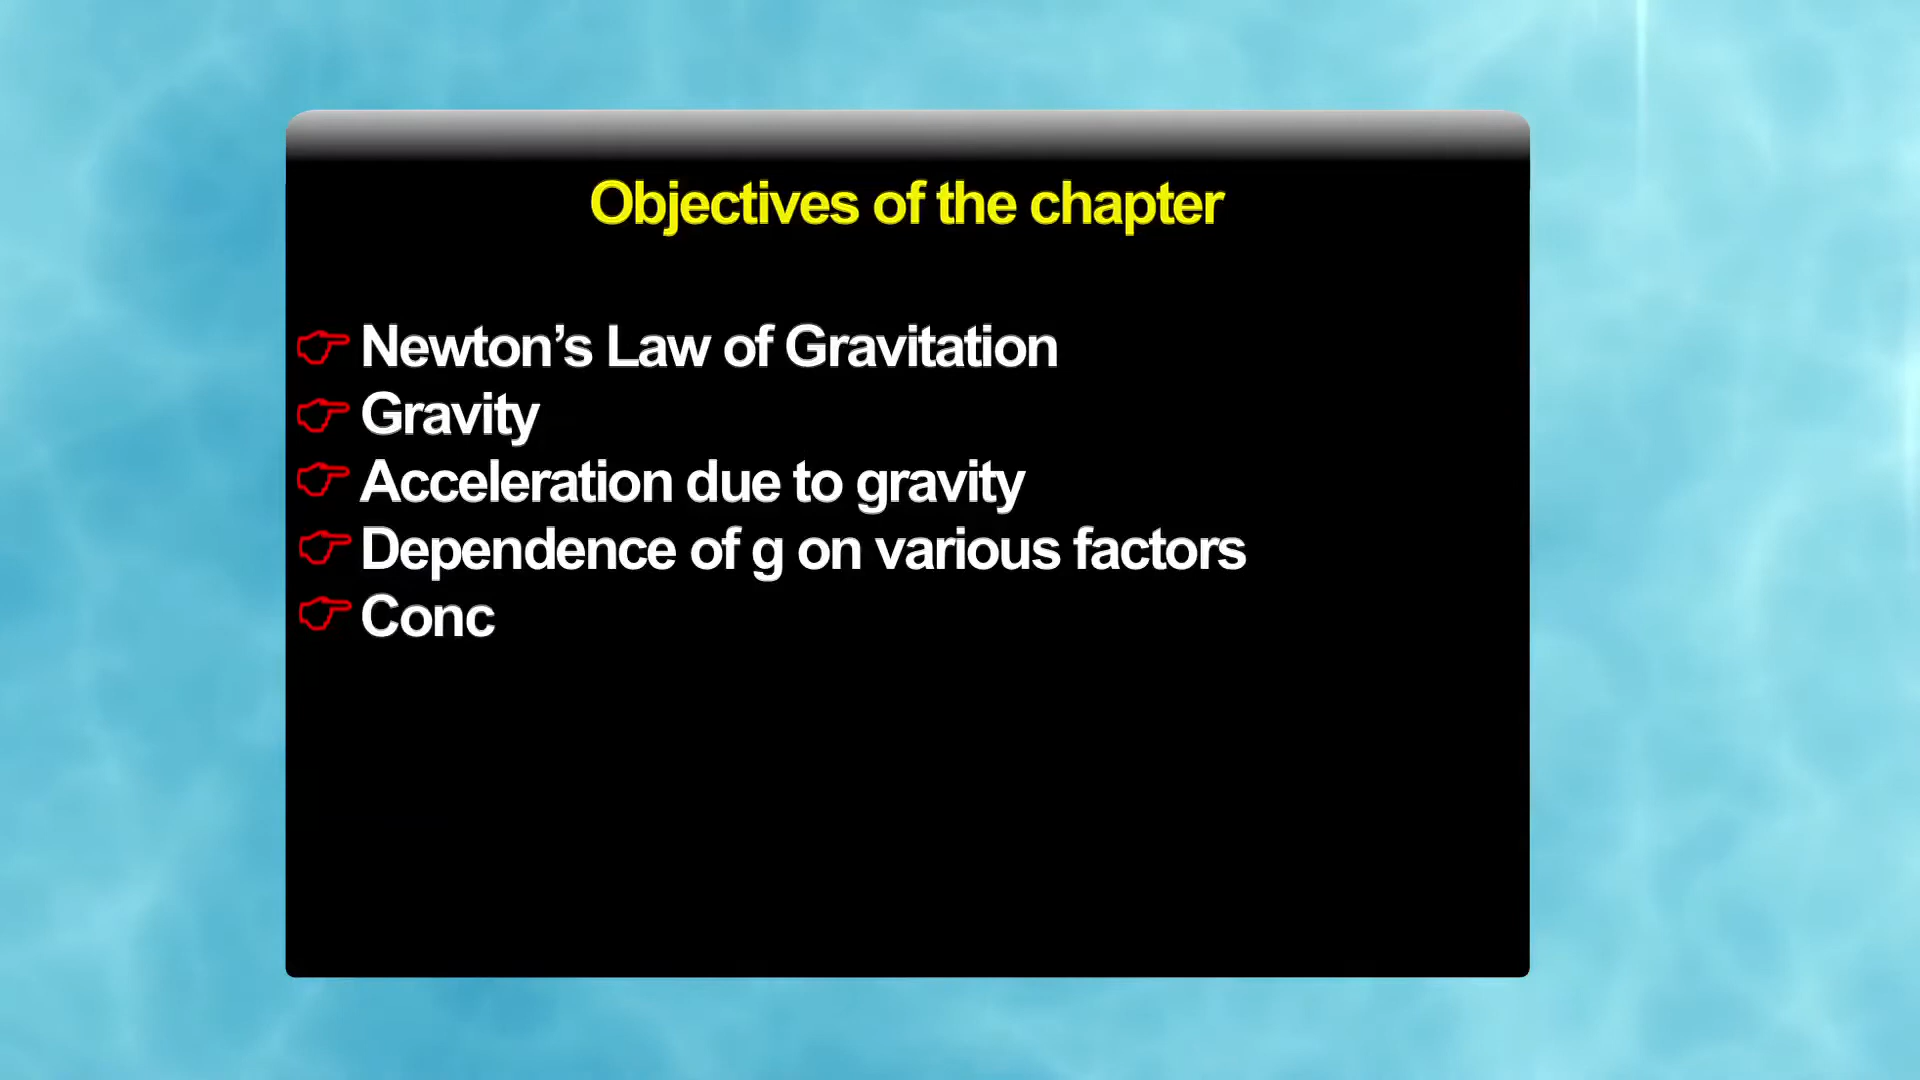 Objectives of the chapter
Newton’s Law of Gravitation
Gravity
Acceleration due to gravity
Dependence of g on various factors
Conc